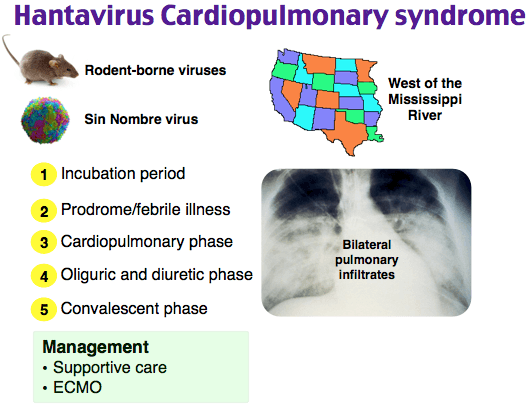 Hantavirus Cardiopulmonary syndrome
Rodent-borne viruses
Sin Nombre virus
West of the
Mississippi
River
1 Incubation period
2 Prodrome/febrile illness
3 Cardiopulmonary phase
4 Oliguric and diuretic phase
5 Convalescent phase
Bilateral
pulmonary
infiltrates
Management
• Supportive care
• ECMO